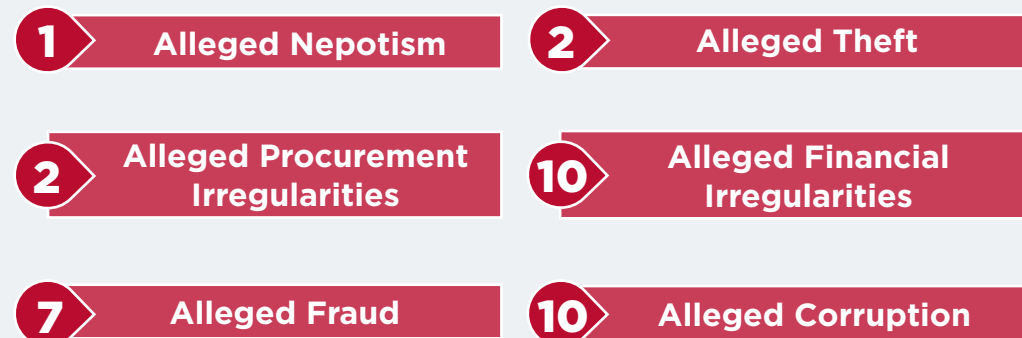 1 Alleged Nepotism
2 Alleged Theft
2 Alleged Procurement
Irregularities
10 Alleged Financial
Irregularities
7 Alleged Fraud
10 Alleged Corruption